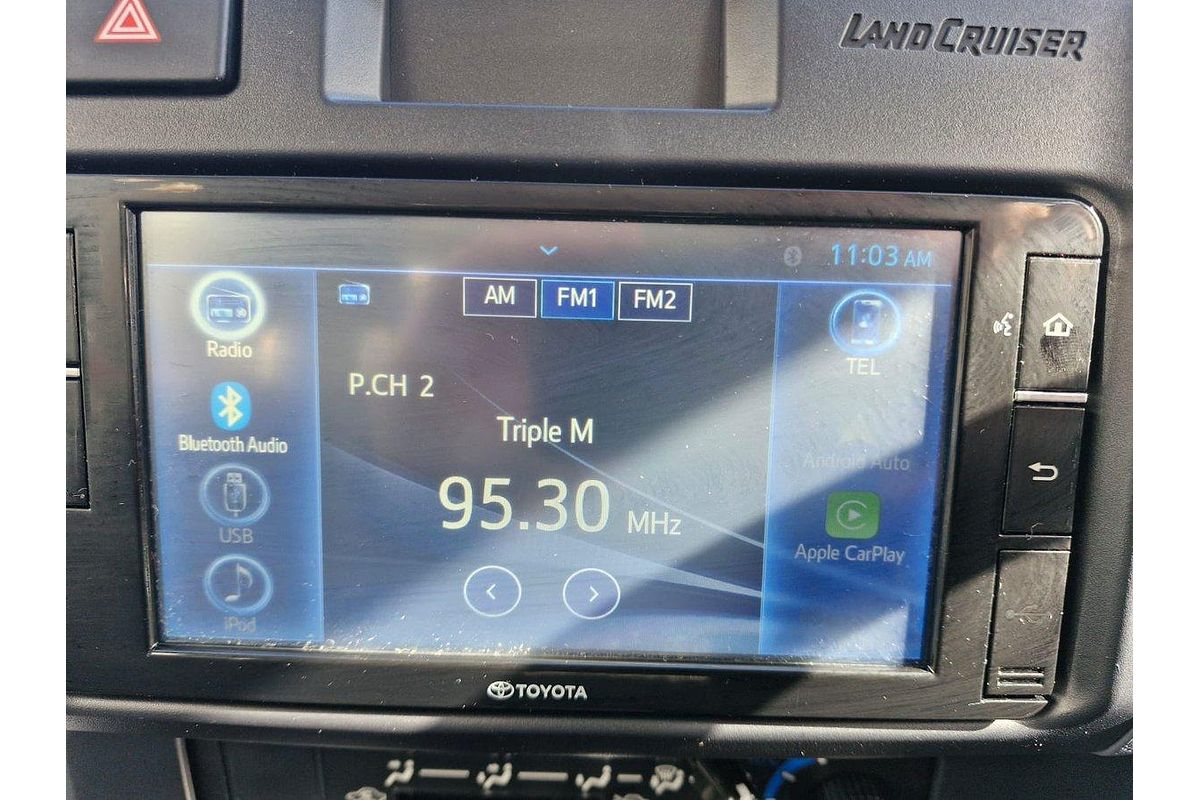 LAND CRUISER
11:03 AM
AM FM1 FM2
Radio
TEL
P.CH 2
Bluetooth Audio
Triple M
Android Auto
95.30 MHz
USB
Apple CarPlay
iPod
TOYOTA